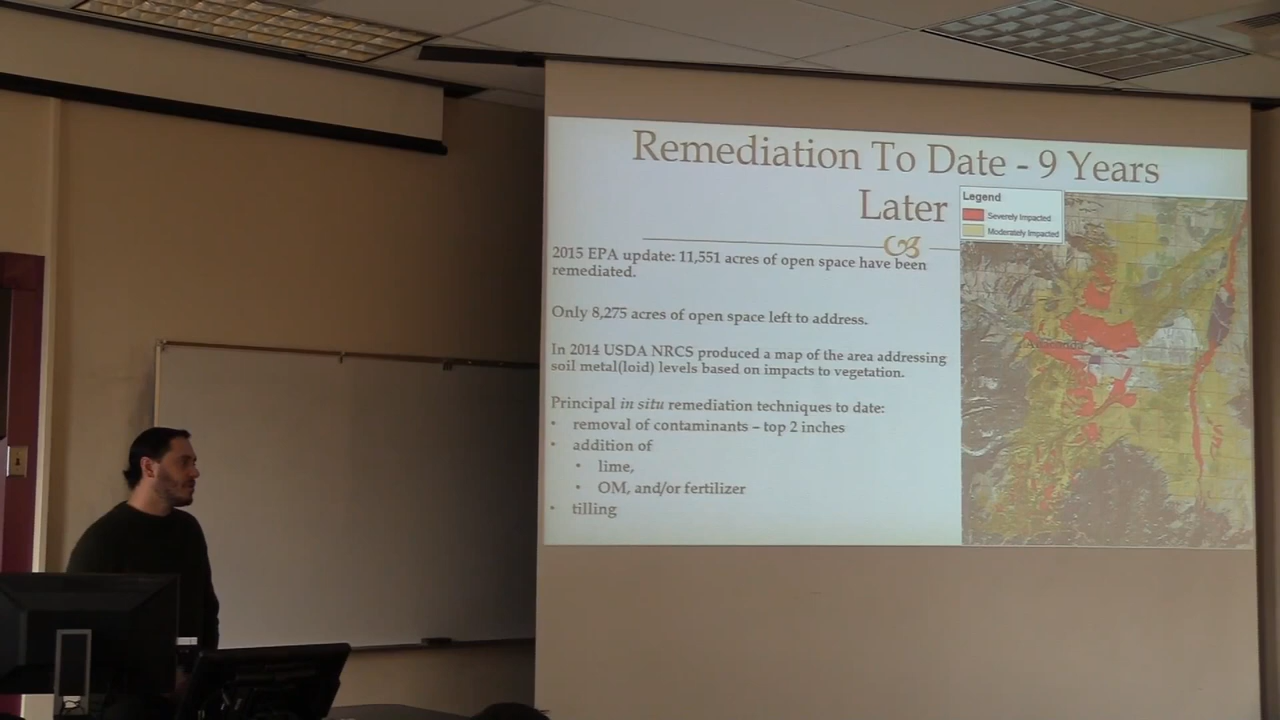 Remediation To Date - 9 Years
Later
Legend
Severely Impacted
Moderately Impacted
2015 EPA update: 11,551 acres of open space have been
remediated.
Only 8,275 acres of open space left to address.
In 2014 USDA NRCS produced a map of the area addressing
soil metal(loid) levels based on impacts to vegetation.
Principal in situ remediation techniques to date:
• removal of contaminants – top 2 inches
• addition of
• lime,
• OM, and/or fertilizer
• tilling